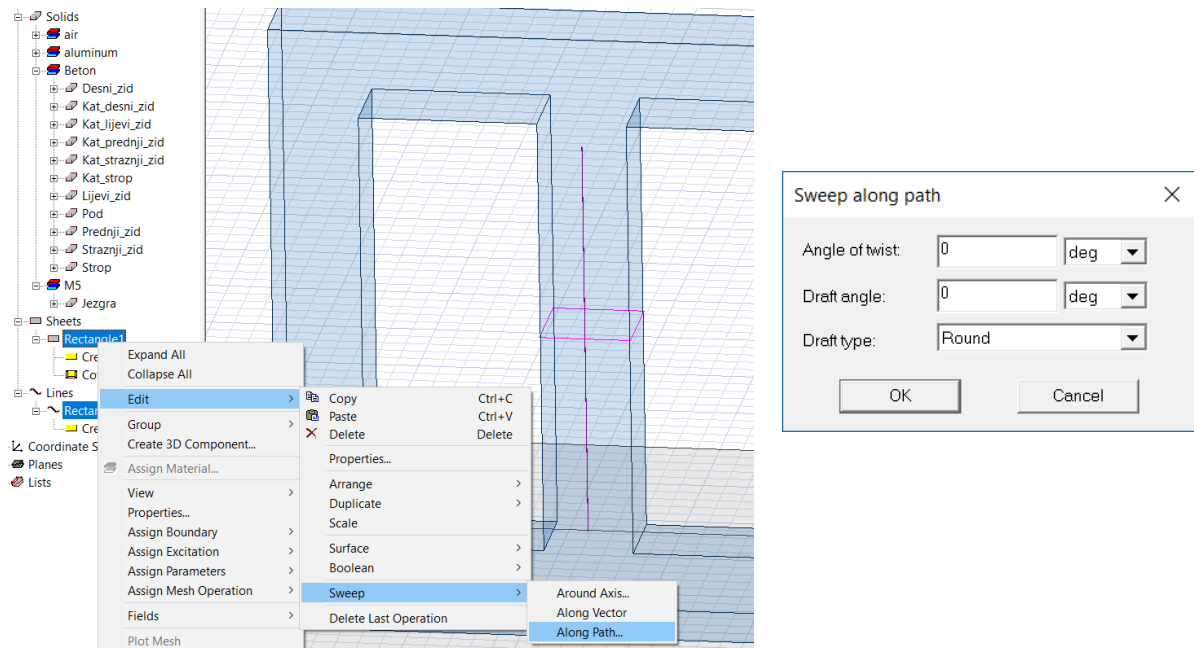 Solids
air
aluminum
Beton
Desni_zid
Kat_desni_zid
Kat_lijevi_zid
Kat_prednji_zid
Kat_straznji_zid
Kat_strop
Lijevi_zid
Pod
Prednji_zid
Straznji_zid
Strop
M5
Jezgra
Sheets
Rectangle1
Cre
Co
Lines
Rectan
Cre
Coordinate S
Planes
Lists
Expand All
Collapse All
Edit
Group
Create 3D Component...
Assign Material...
View
Properties...
Assign Boundary
Assign Excitation
Assign Parameters
Assign Mesh Operation
Fields
Plot Mesh
Copy Ctrl+C
Paste Ctrl+V
Delete Delete
Properties...
Arrange
Duplicate
Scale
Surface
Boolean
Sweep
Delete Last Operation
Around Axis...
Along Vector
Along Path...
Sweep along path
Angle of twist: 0 deg
Draft angle: 0 deg
Draft type: Round
OK Cancel